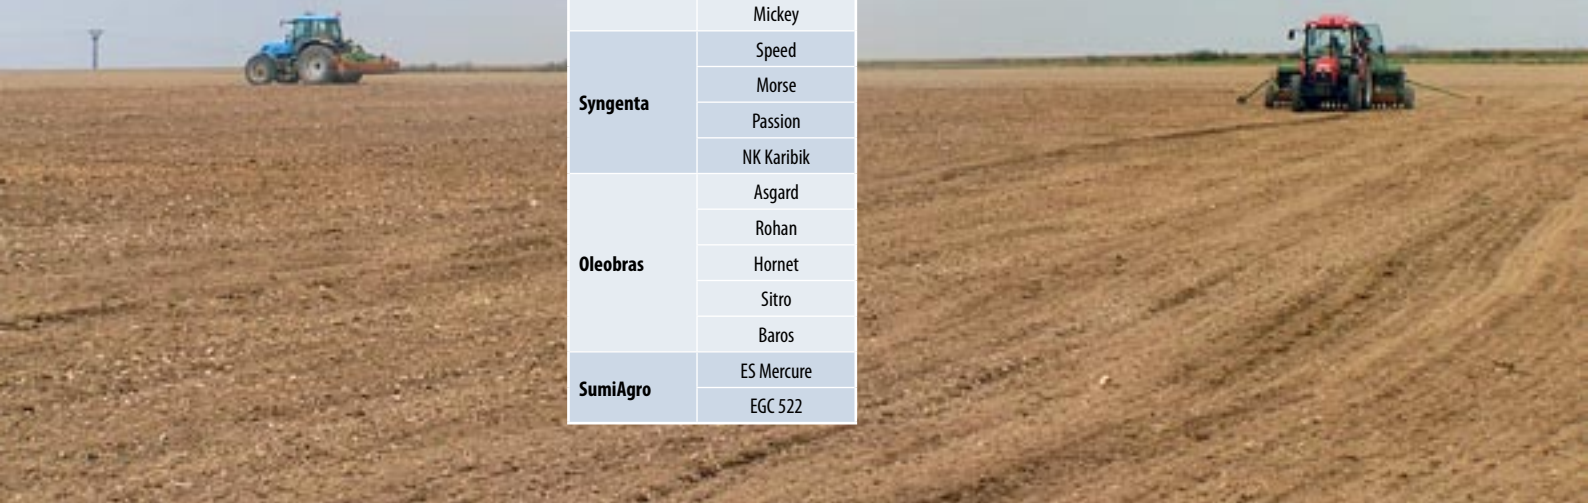 Mickey
Syngenta
Speed
Morse
Passion
NK Karibik
Oleobras
Asgard
Rohan
Hornet
Sitro
Baros
SumiAgro
ES Mercure
EGC 522